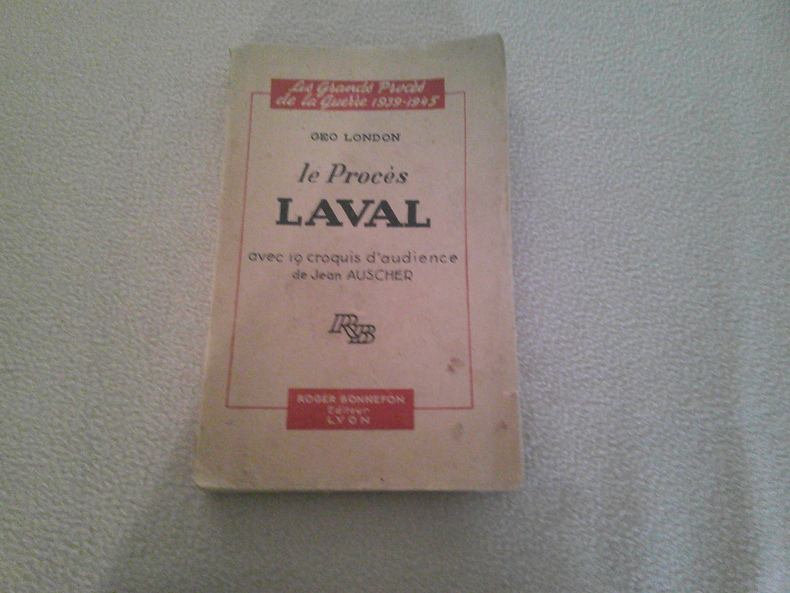 Les Grands Procès
de la Guerre 1939-1945
GEO LONDON
le Procès
LAVAL
avec 19 croquis d'audience
de Jean AUSCHER
RB
ROGER BONNEFON
Editeur
LYON